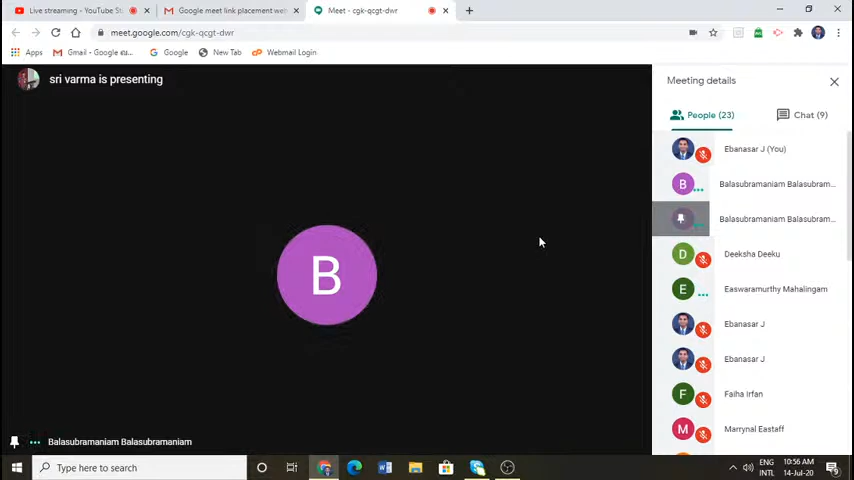 Live streaming - YouTube St
Google meet link placement web
Meet - cgk-qcgt-dwr
meet.google.com/cgk-qcgt-dwr
Apps
Gmail - Google
Google
New Tab
Webmail Login
sri varma is presenting
Meeting details
People (23)
Chat (9)
Ebanasar J (You)
B
Balasubramaniam Balasubram...
Balasubramaniam Balasubram...
D
Deeksha Deeku
E
Easwaramurthy Mahalingam
Ebanasar J
Ebanasar J
F
Faiha Irfan
M
Marrynal Eastaff
B
Balasubramaniam Balasubramaniam
Type here to search
ENG
INTL
10:56 AM
14-Jul-20